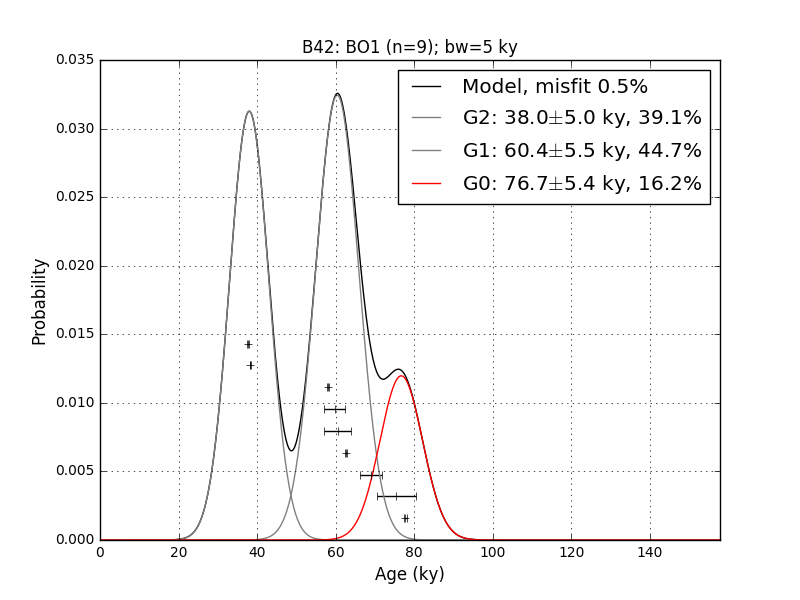 B42: BO1 (n=9); bw=5 ky
0.035
0.030
0.025
0.020
0.015
0.010
0.005
0.000
Probability
Model, misfit 0.5%
G2: 38.0±5.0 ky, 39.1%
G1: 60.4±5.5 ky, 44.7%
G0: 76.7±5.4 ky, 16.2%
0 20 40 60 80 100 120 140
Age (ky)